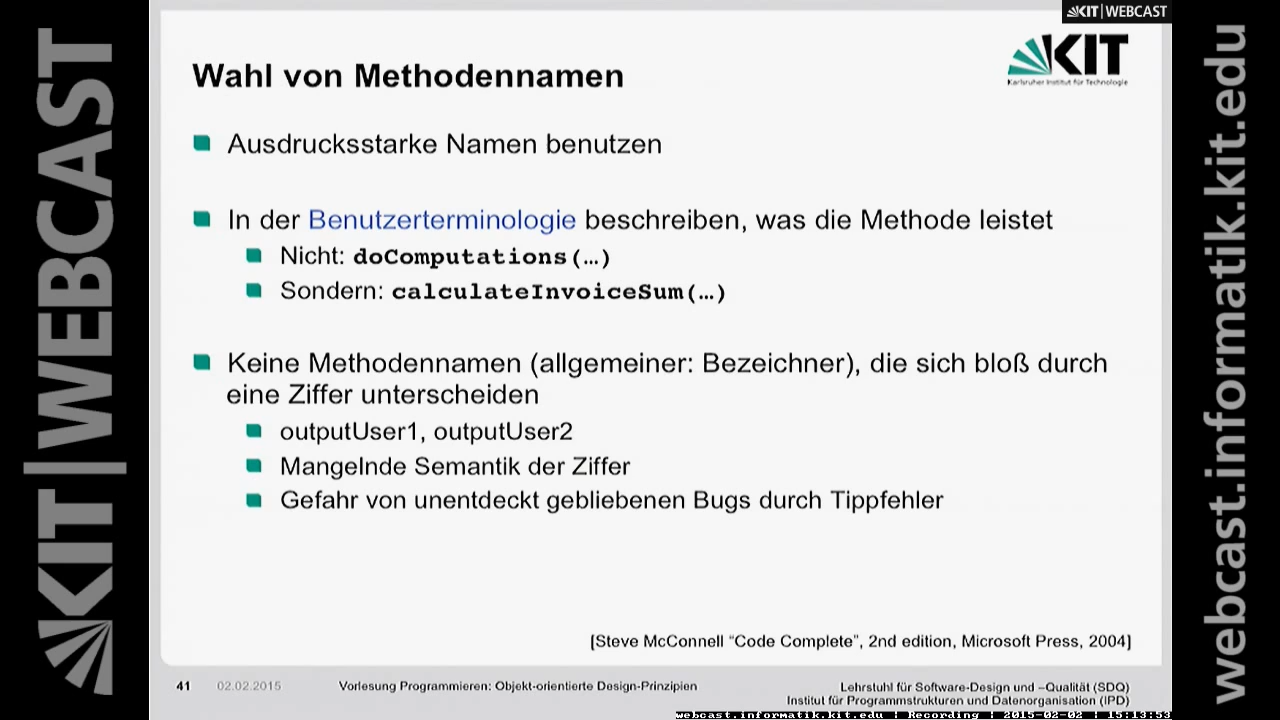 KIT|WEBCAST
KIT|WEBCAST
webcast.informatik.kit.edu
KIT
Karlsruher Institut für Technologie
Wahl von Methodennamen
Ausdrucksstarke Namen benutzen
In der Benutzerterminologie beschreiben, was die Methode leistet
Nicht: doComputations(…)
Sondern: calculateInvoiceSum(…)
Keine Methodennamen (allgemeiner: Bezeichner), die sich bloß durch
eine Ziffer unterscheiden
outputUser1, outputUser2
Mangelnde Semantik der Ziffer
Gefahr von unentdeckt gebliebenen Bugs durch Tippfehler
[Steve McConnell “Code Complete”, 2nd edition, Microsoft Press, 2004]
41 02.02.2015 Vorlesung Programmieren: Objekt-orientierte Design-Prinzipien
Lehrstuhl für Software-Design und –Qualität (SDQ)
Institut für Programmstrukturen und Datenorganisation (IPD)
webcast.informatik.kit.edu | Recording | 2015-02-02 | 15:13:53